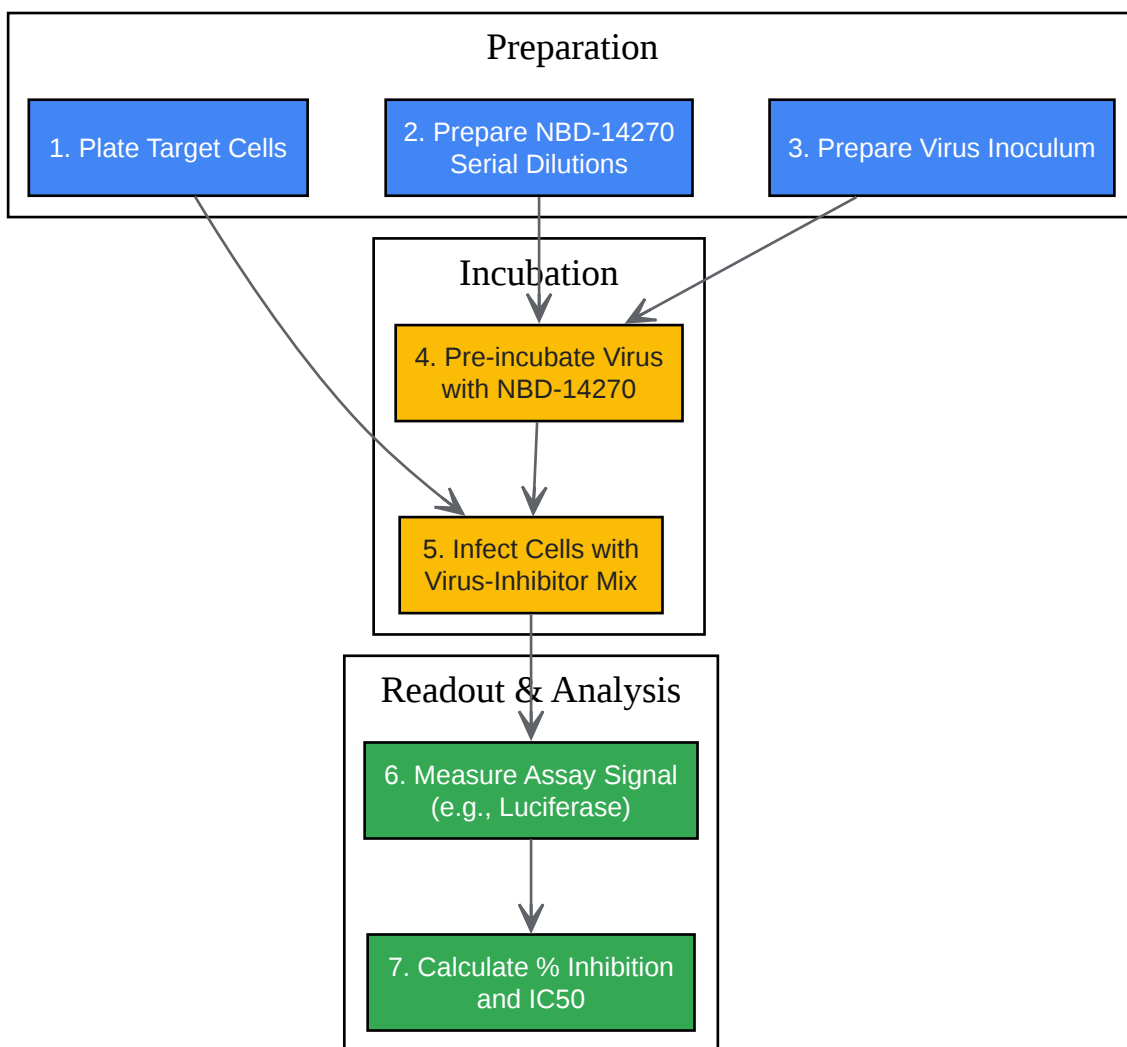 Preparation
1. Plate Target Cells
2. Prepare NBD-14270
Serial Dilutions
3. Prepare Virus Inoculum
Incubation
4. Pre-incubate Virus
with NBD-14270
5. Infect Cells with
Virus-Inhibitor Mix
Readout & Analysis
6. Measure Assay Signal
(e.g., Luciferase)
7. Calculate % Inhibition
and IC50